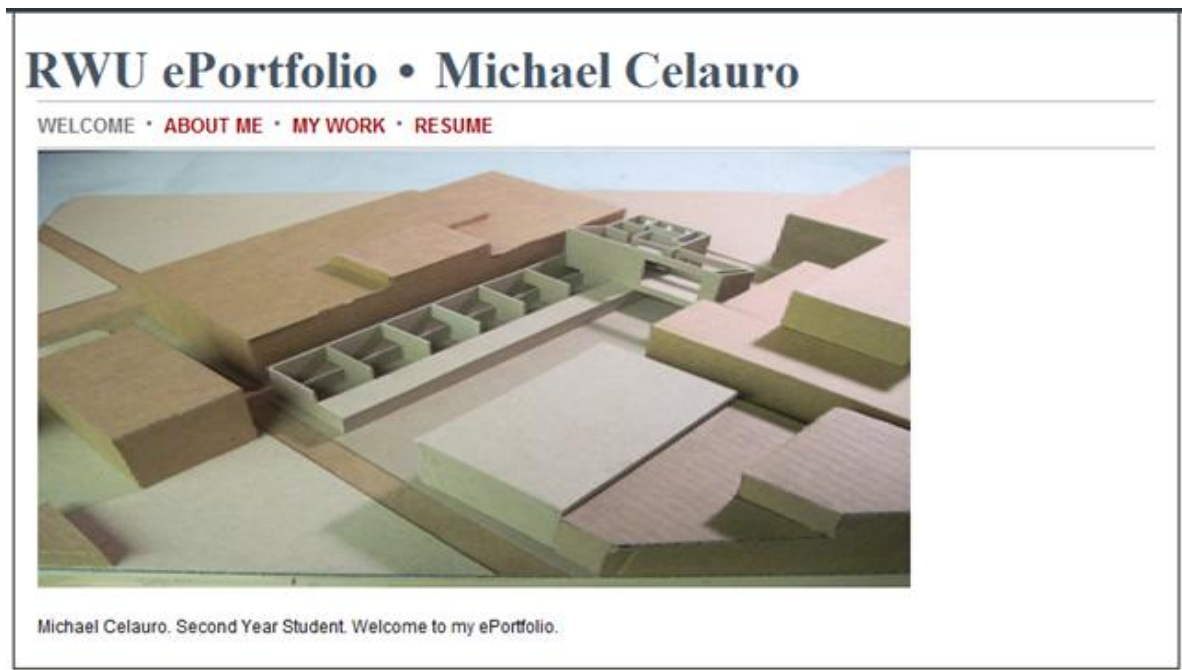 RWU ePortfolio • Michael Celauro
WELCOME • ABOUT ME • MY WORK • RESUME
Michael Celauro. Second Year Student. Welcome to my ePortfolio.